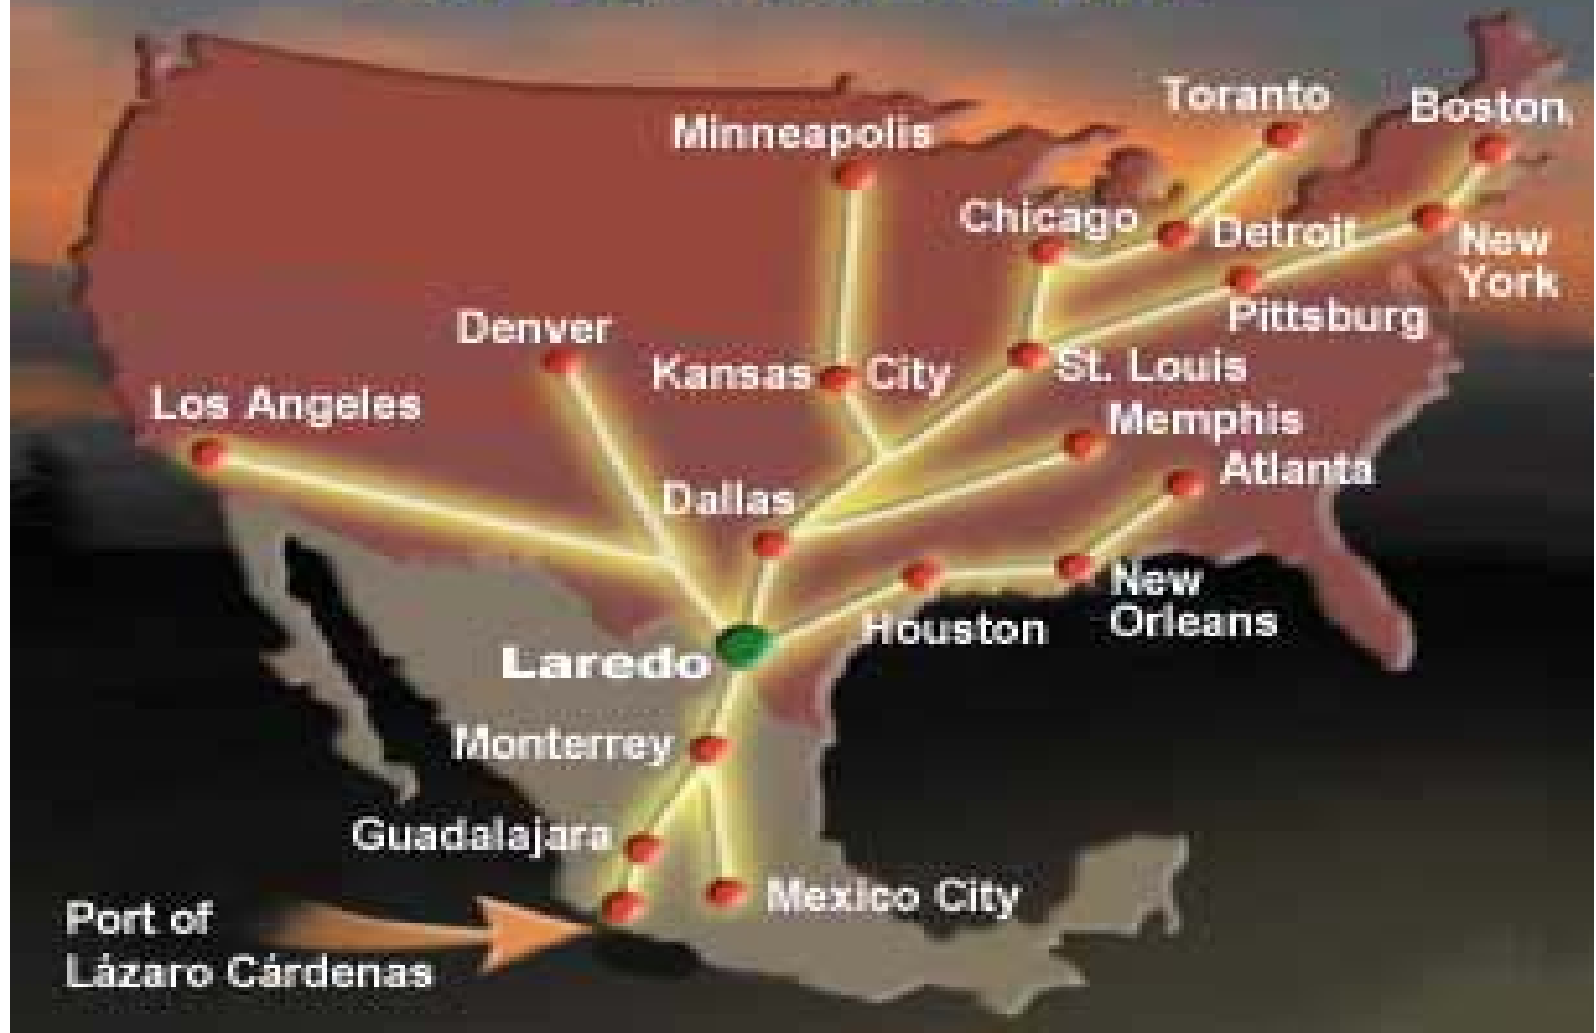 Toranto
Boston
Minneapolis
Chicago
Detroit
New
York
Pittsburg
Denver
Kansas City
St. Louis
Los Angeles
Memphis
Atlanta
Dallas
New
Orleans
Houston
Laredo
Monterrey
Guadalajara
Mexico City
Port of
Lázaro Cárdenas